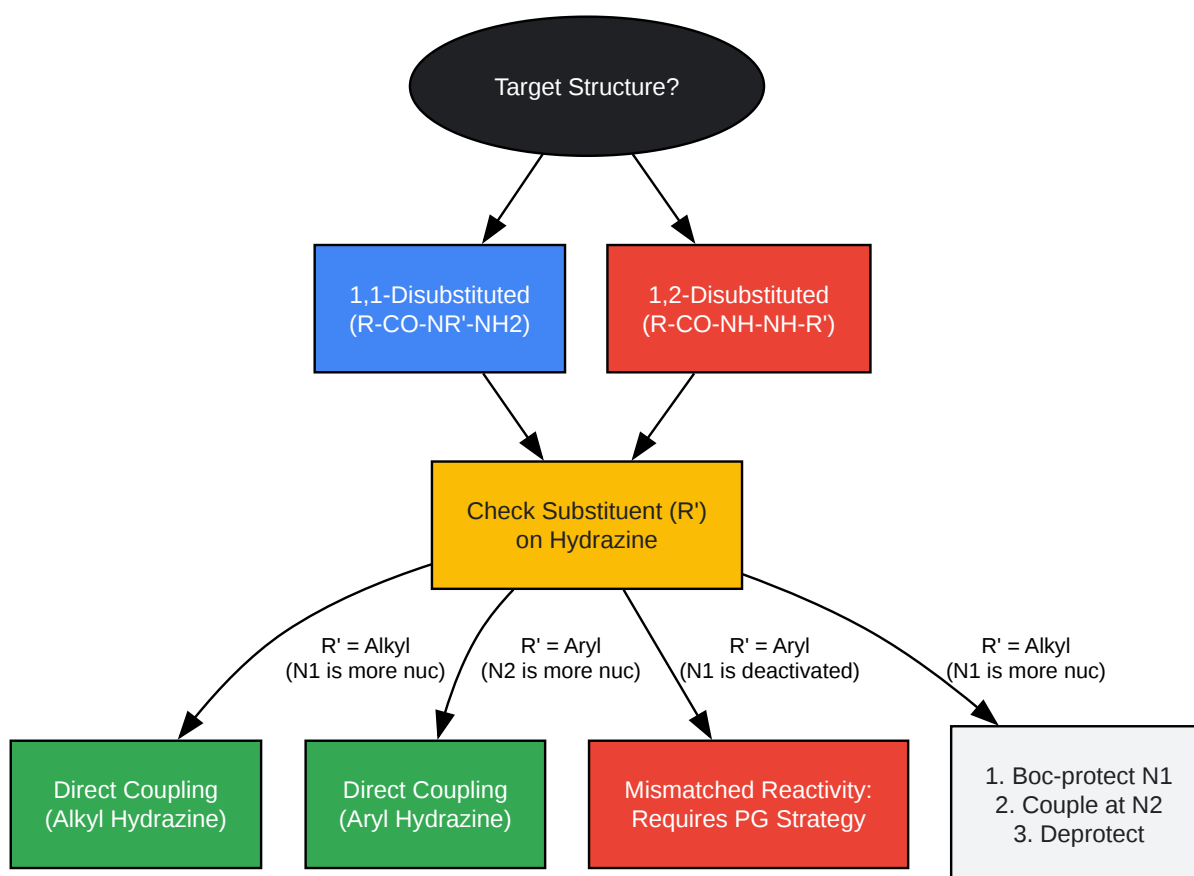 Target Structure?
1,1-Disubstituted
(R-CO-NR'-NH2)
1,2-Disubstituted
(R-CO-NH-NH-R')
Check Substituent (R')
on Hydrazine
R' = Alkyl
(N1 is more nuc)
R' = Aryl
(N2 is more nuc)
R' = Aryl
(N1 is deactivated)
R' = Alkyl
(N1 is more nuc)
Direct Coupling
(Alkyl Hydrazine)
Direct Coupling
(Aryl Hydrazine)
Mismatched Reactivity:
Requires PG Strategy
1. Boc-protect N1
2. Couple at N2
3. Deprotect